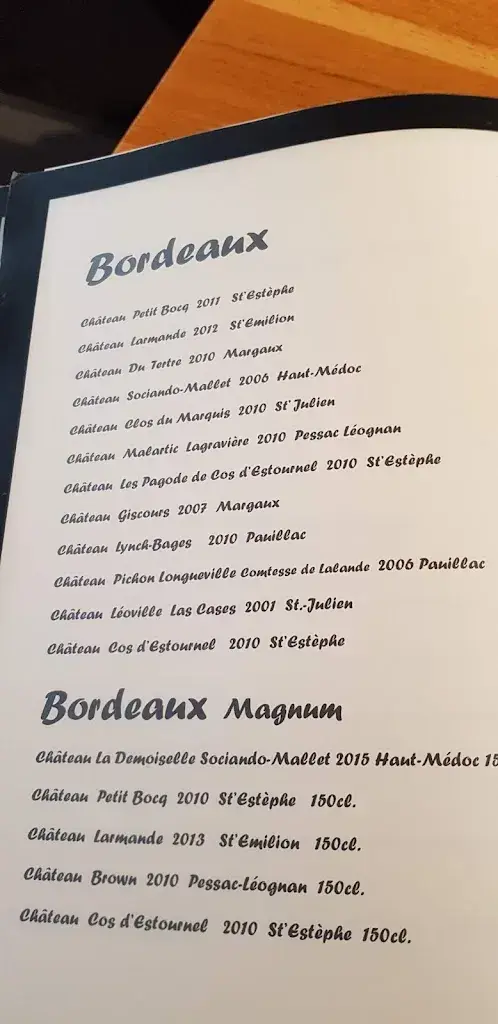 Bordeaux
Château Petit Bocq 2011 St'Estèphe
Château Larmande 2012 St'Emilion
Château Du Tertre 2010 Margaux
Château Sociando-Mallet 2006 Haut-Médoc
Château Clos du Marquis 2010 St'Julien
Château Malartic Lagravière 2010 Pessac Léognan
Château Les Pagode de Cos d'Estournel 2010 St'Estèphe
Château Giscours 2007 Margaux
Château Lynch-Bages 2010 Pauillac
Château Pichon Longueville Comtesse de Lalande 2006 Pauillac
Château Léoville Las Cases 2001 St.-Julien
Château Cos d'Estournel 2010 St'Estèphe
Bordeaux Magnum
Château La Demoiselle Sociando-Mallet 2015 Haut-Médoc
Château Petit Bocq 2010 St'Estèphe 150cl.
Château Larmande 2013 St'Emilion 150cl.
Château Brown 2010 Pessac-Léognan 150cl.
Château Cos d'Estournel 2010 St'Estèphe 150cl.